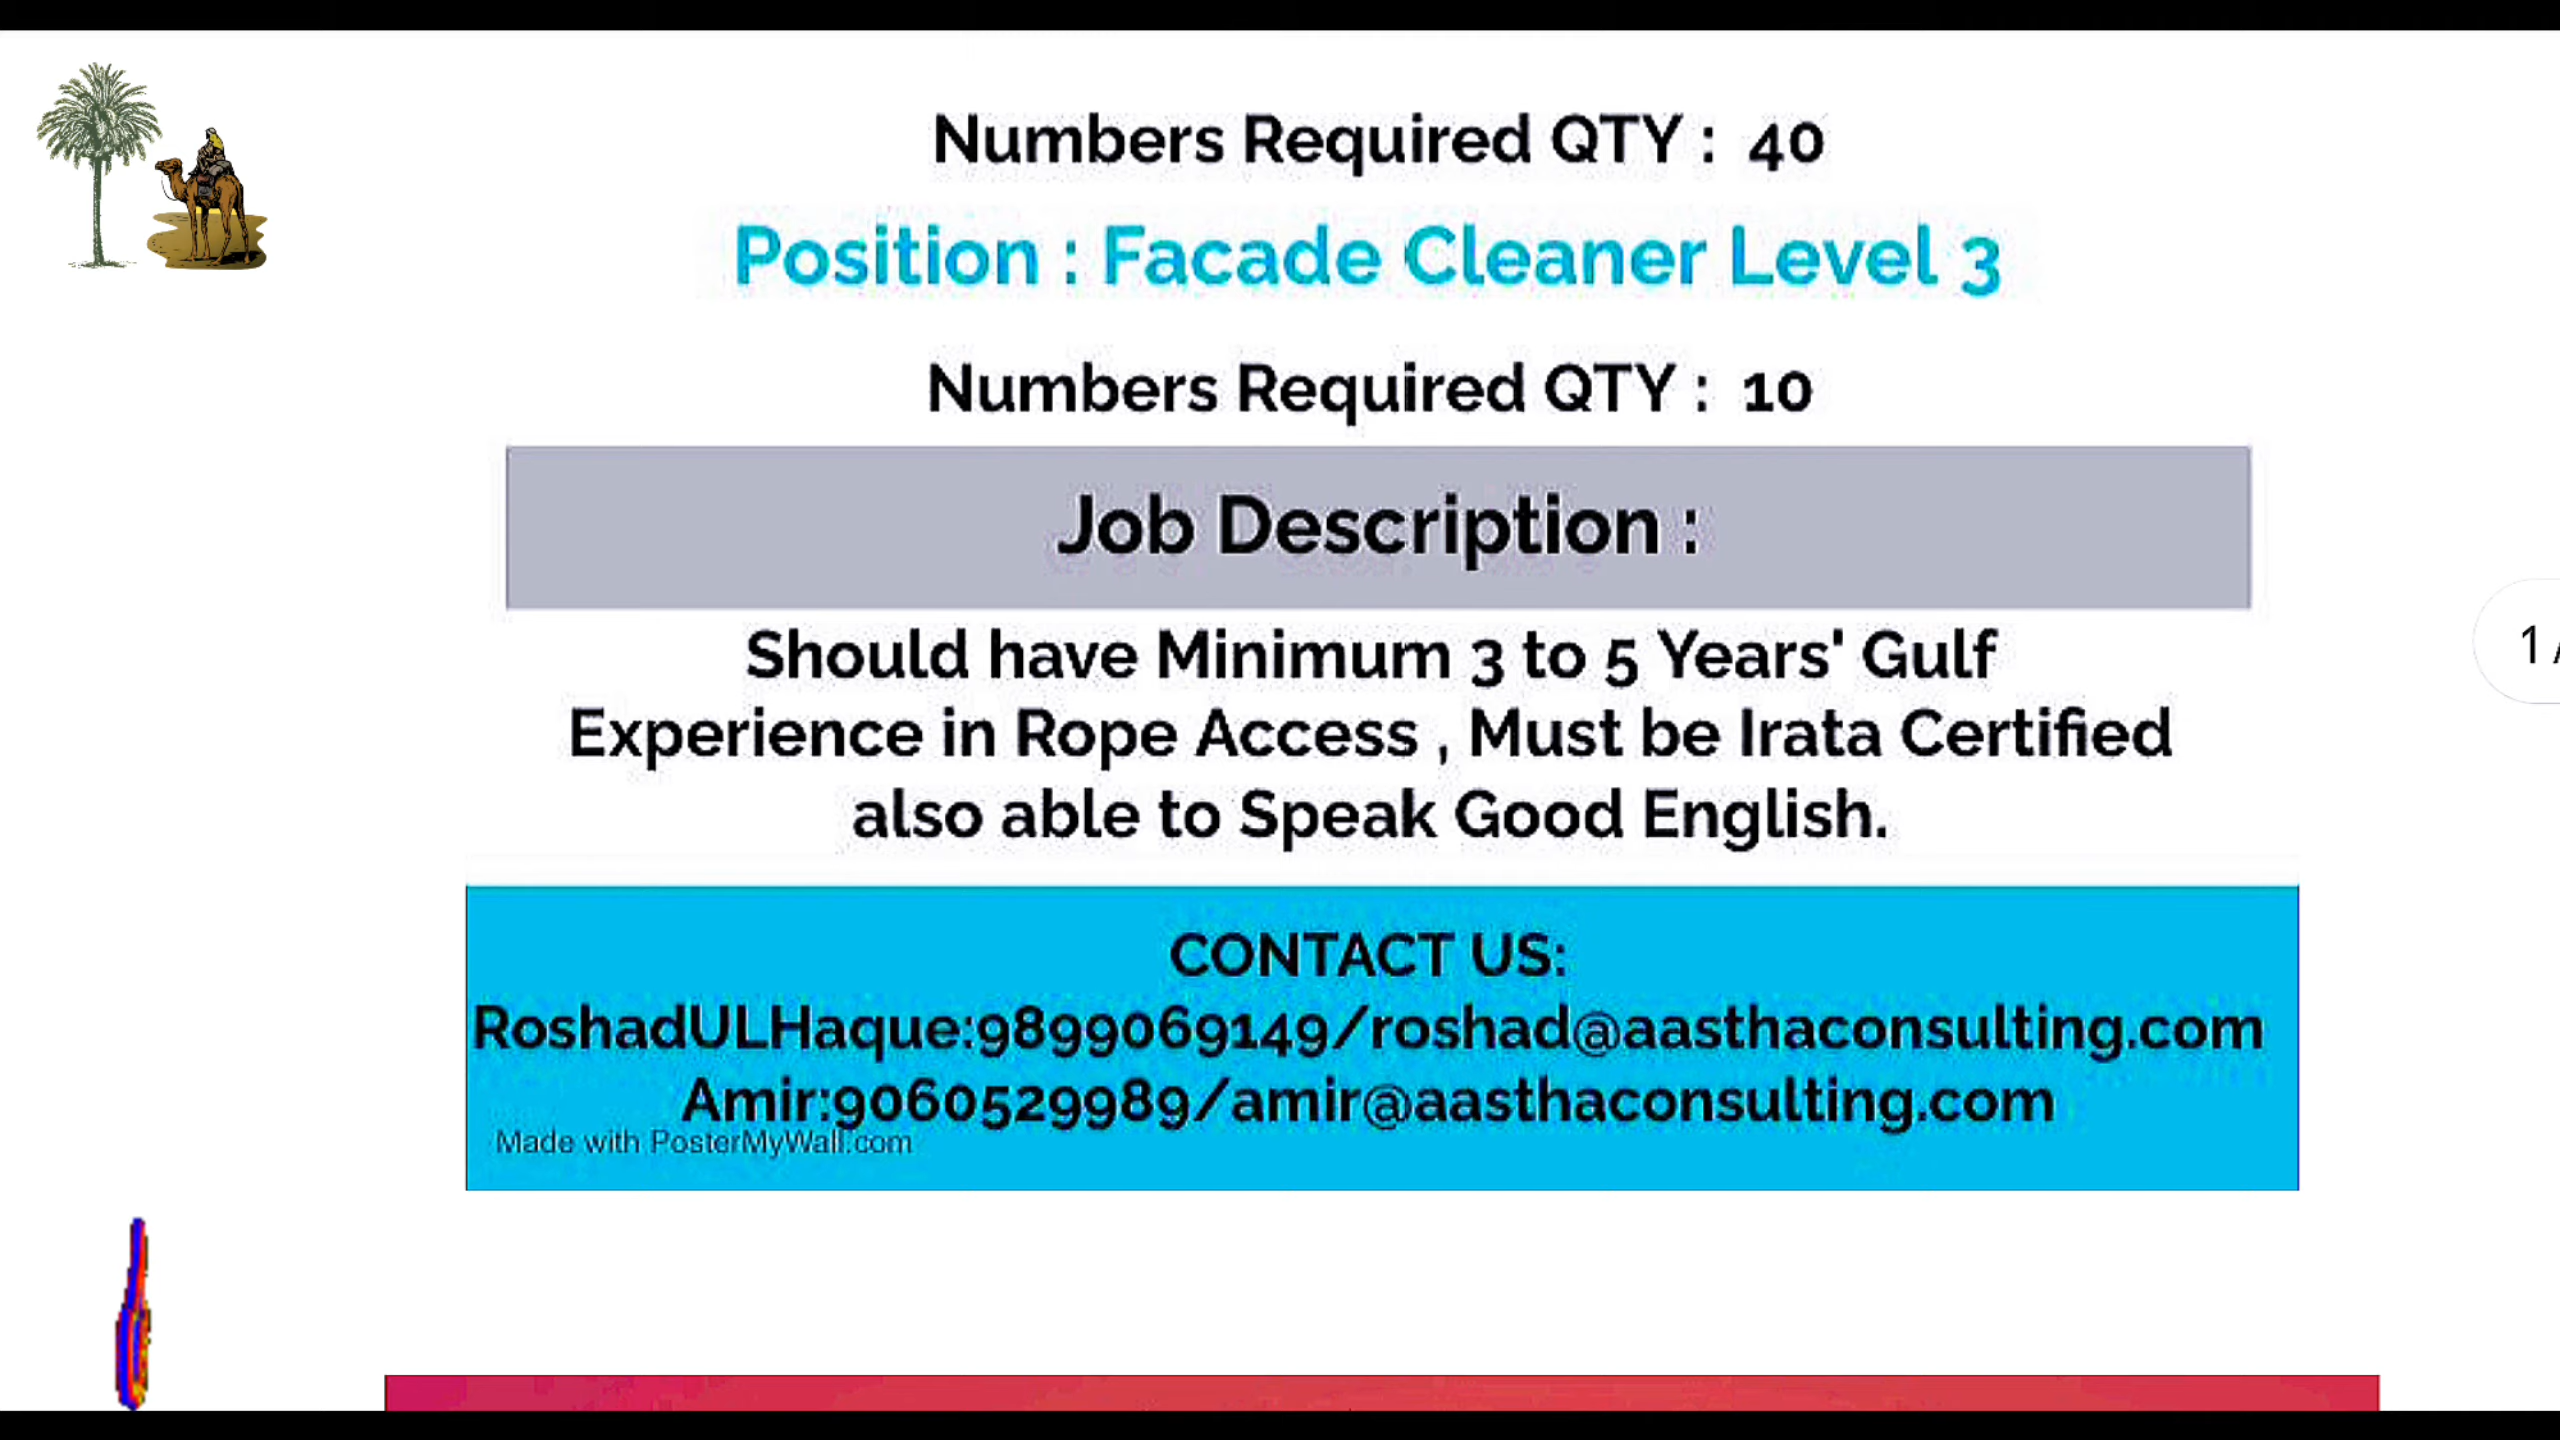 Numbers Required QTY : 40
Position : Facade Cleaner Level 3
Numbers Required QTY : 10
Job Description :
Should have Minimum 3 to 5 Years' Gulf
Experience in Rope Access , Must be Irata Certified
also able to Speak Good English.
CONTACT US:
RoshadULHaque:9899069149/roshad@aasthaconsulting.com
Amir:9060529989/amir@aasthaconsulting.com
Made with PosterMyWall.com
1 /